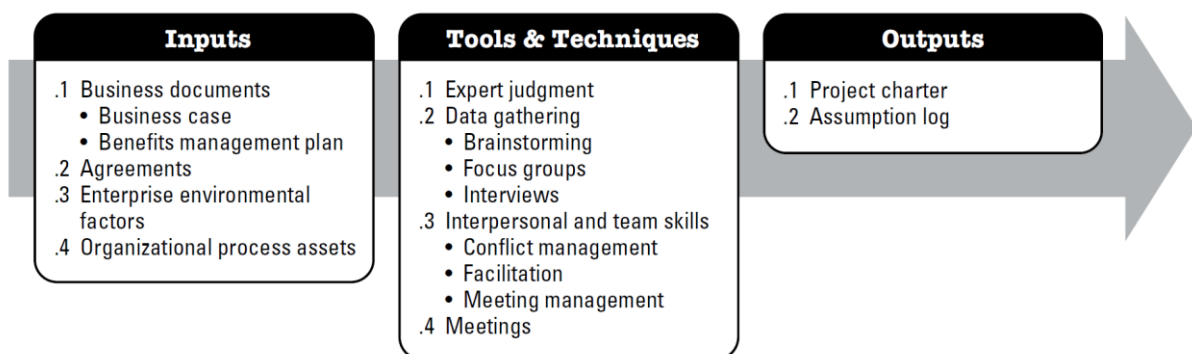 Inputs
.1 Business documents
• Business case
• Benefits management plan
.2 Agreements
.3 Enterprise environmental
factors
.4 Organizational process assets
Tools & Techniques
.1 Expert judgment
.2 Data gathering
• Brainstorming
• Focus groups
• Interviews
.3 Interpersonal and team skills
• Conflict management
• Facilitation
• Meeting management
.4 Meetings
Outputs
.1 Project charter
.2 Assumption log